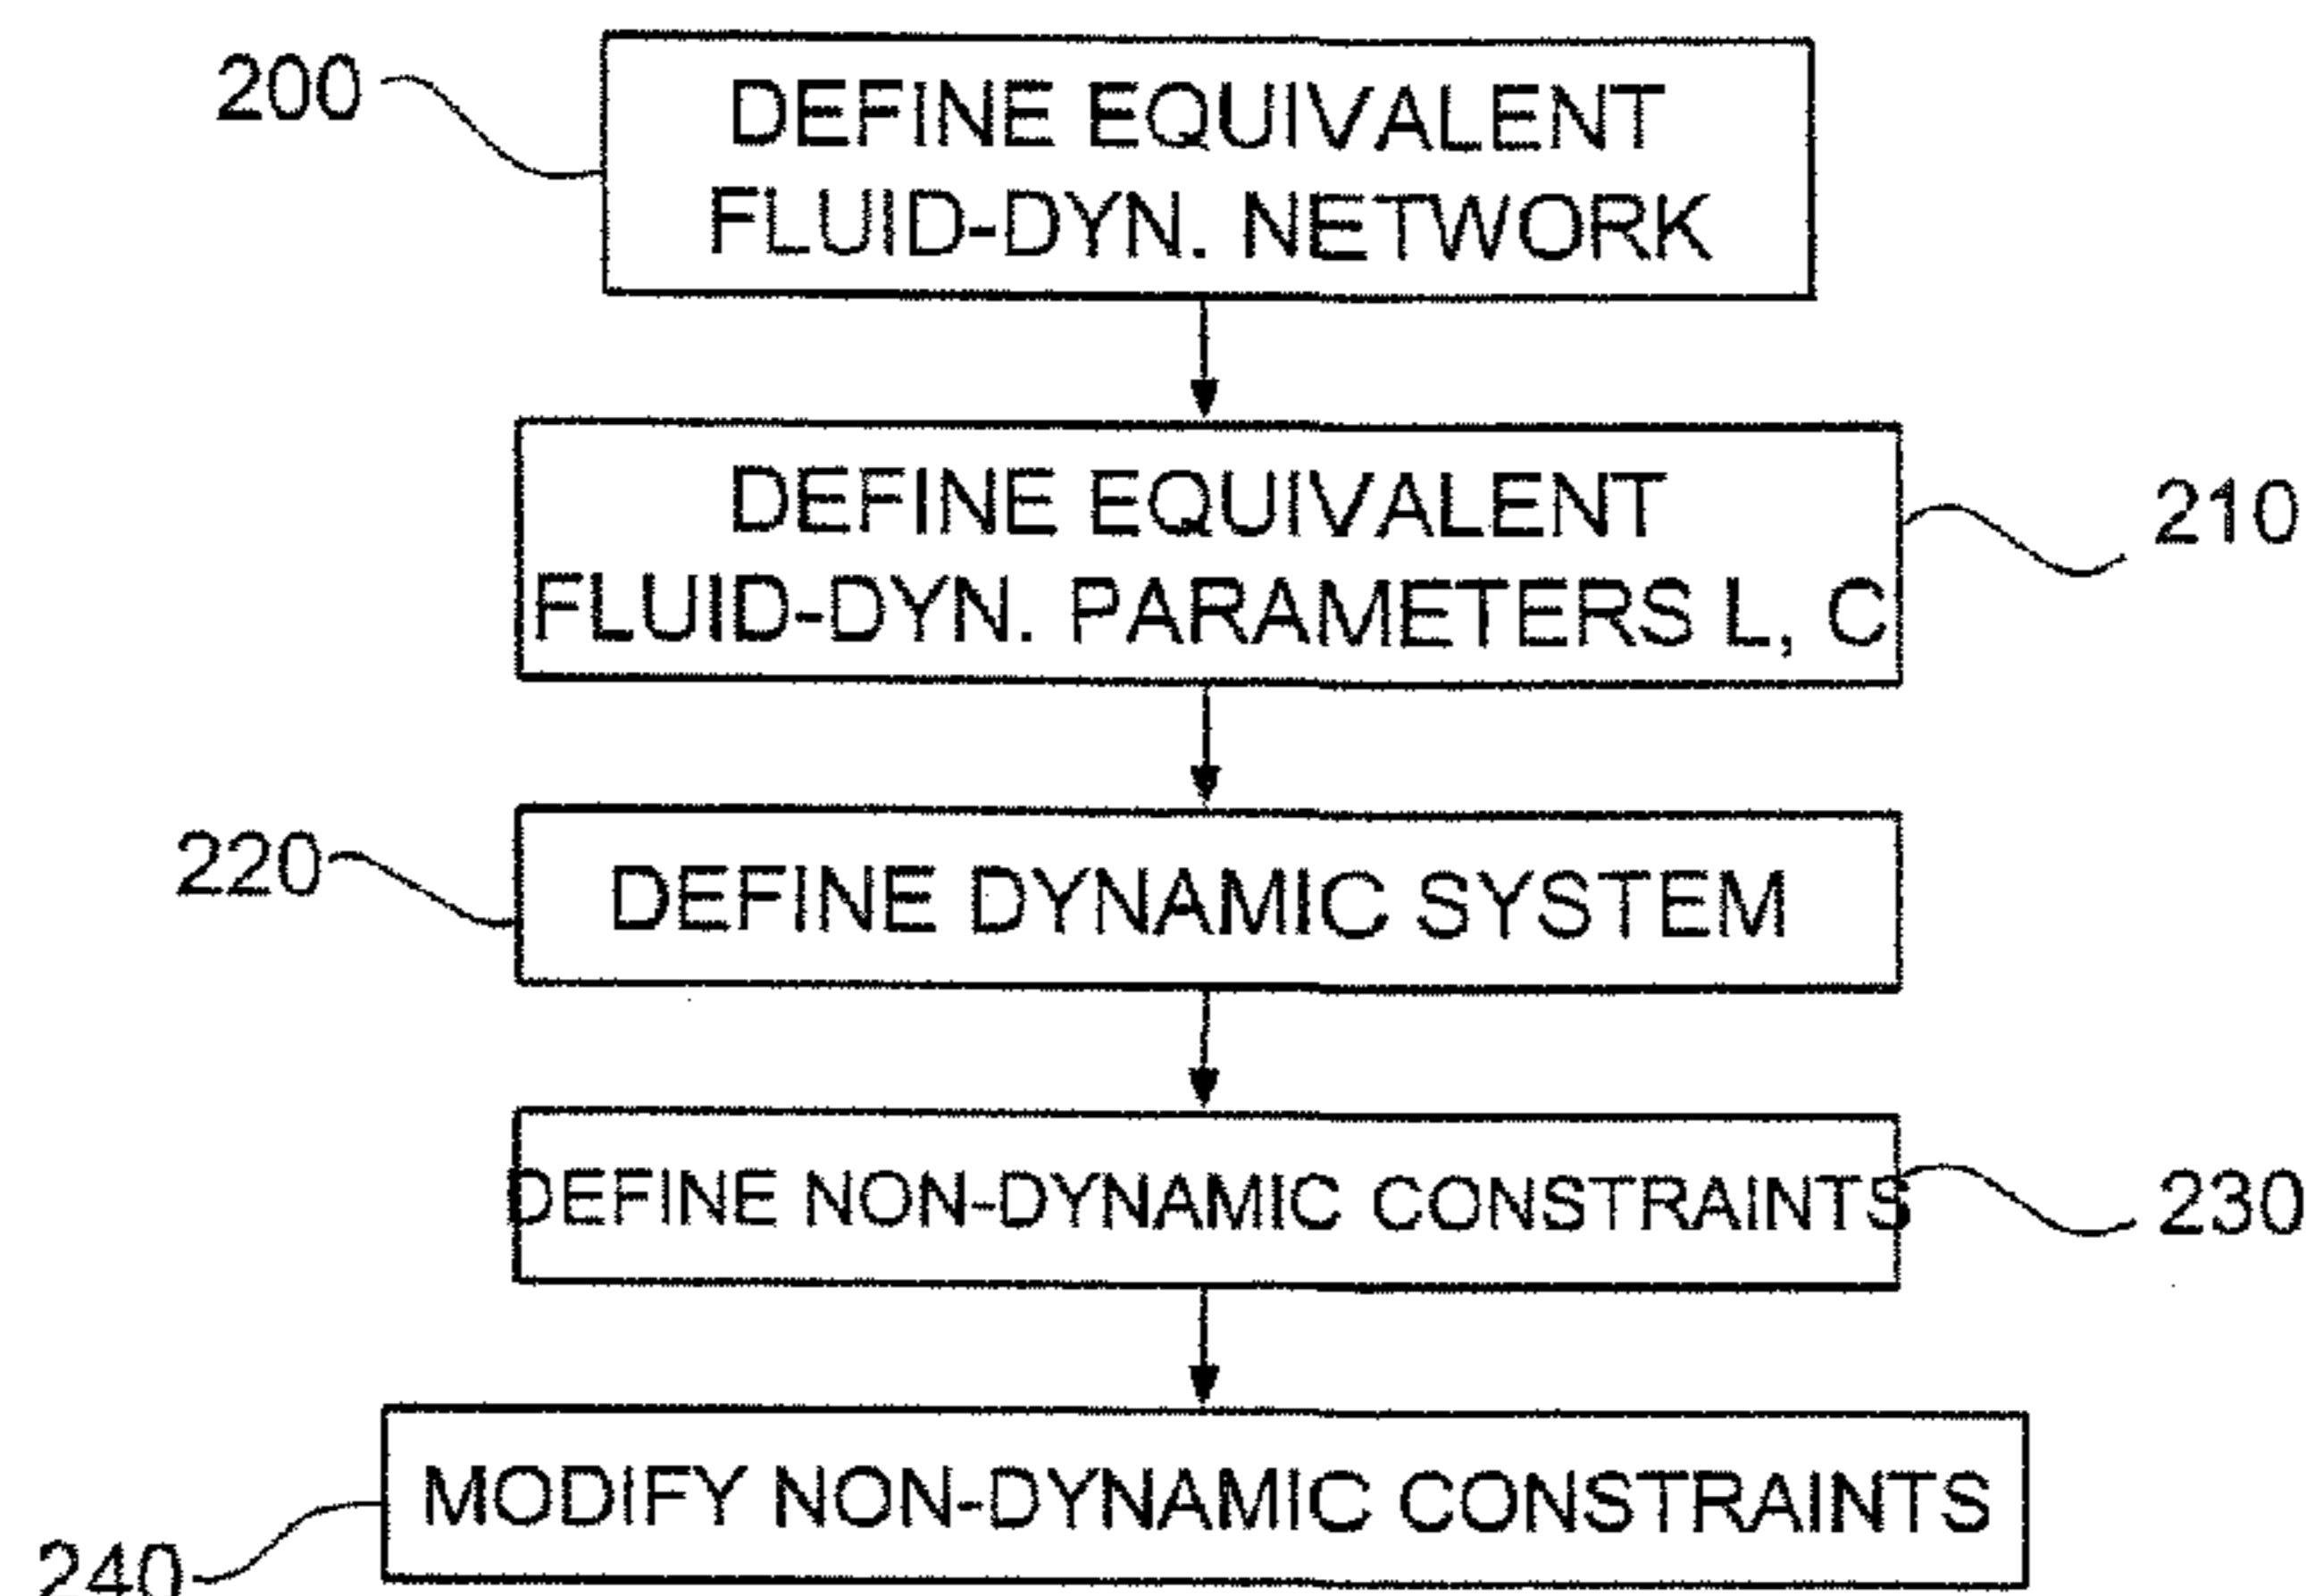 200
DEFINE EQUIVALENT
FLUID-DYN. NETWORK
DEFINE EQUIVALENT
FLUID-DYN. PARAMETERS L, C
210
220
DEFINE DYNAMIC SYSTEM
DEFINE NON-DYNAMIC CONSTRAINTS
230
MODIFY NON-DYNAMIC CONSTRAINTS
240